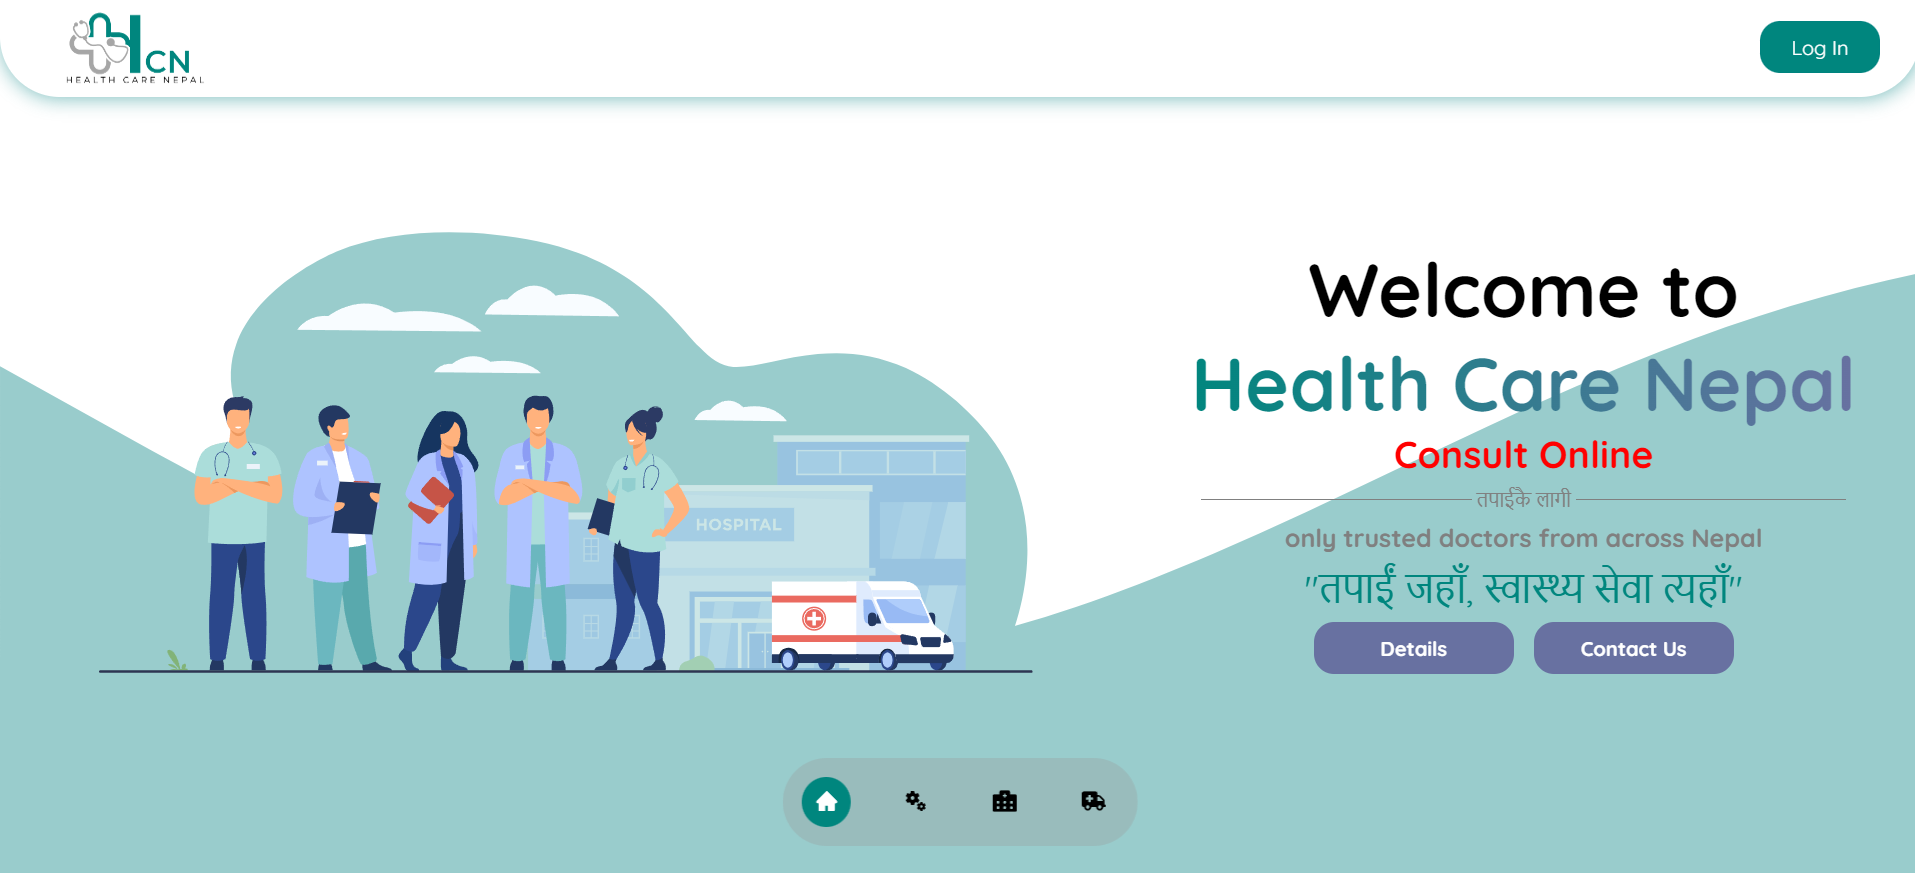 HCN
HEALTH CARE NEPAL
Log In
Welcome to
Health Care Nepal
Consult Online
तपाईकै लागी
only trusted doctors from across Nepal
"तपाईं जहाँ, स्वास्थ्य सेवा त्यहाँ"
Details
Contact Us
HOSPITAL